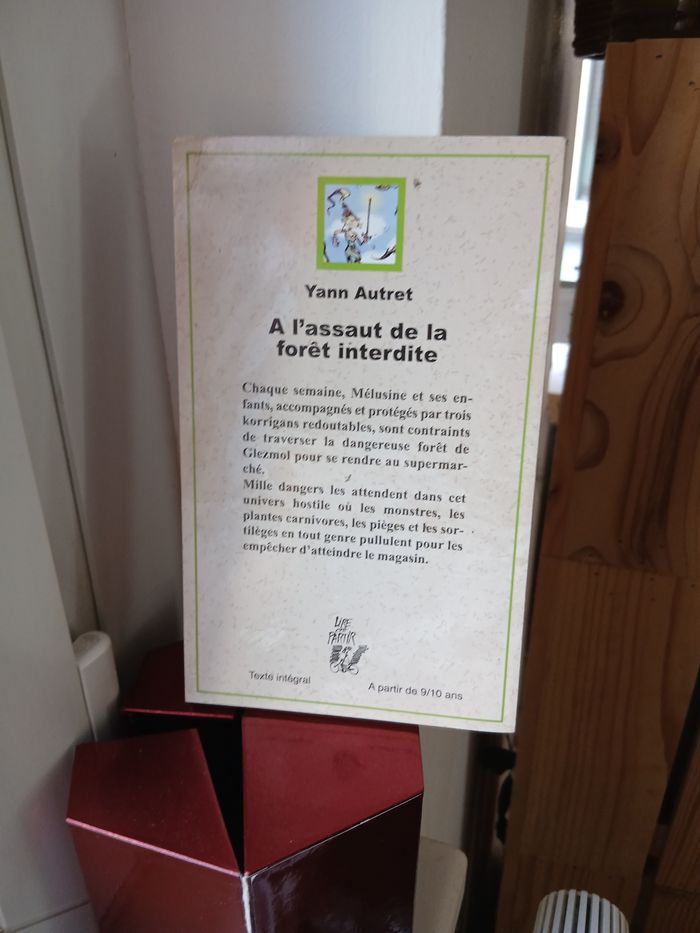 Yann Autret
A l'assaut de la
forêt interdite
Chaque semaine, Mélusine et ses en-
fants, accompagnés et protégés par trois
korrigans redoutables, sont contraints
de traverser la dangereuse forêt de
Glezmol pour se rendre au supermar-
ché.
Mille dangers les attendent dans cet
univers hostile où les monstres, les
plantes carnivores, les pièges et les sor-
tilèges en tout genre pullulent pour les
empêcher d'atteindre le magasin.
LIRE
C'EST
PARTIR
Texte intégral
A partir de 9/10 ans